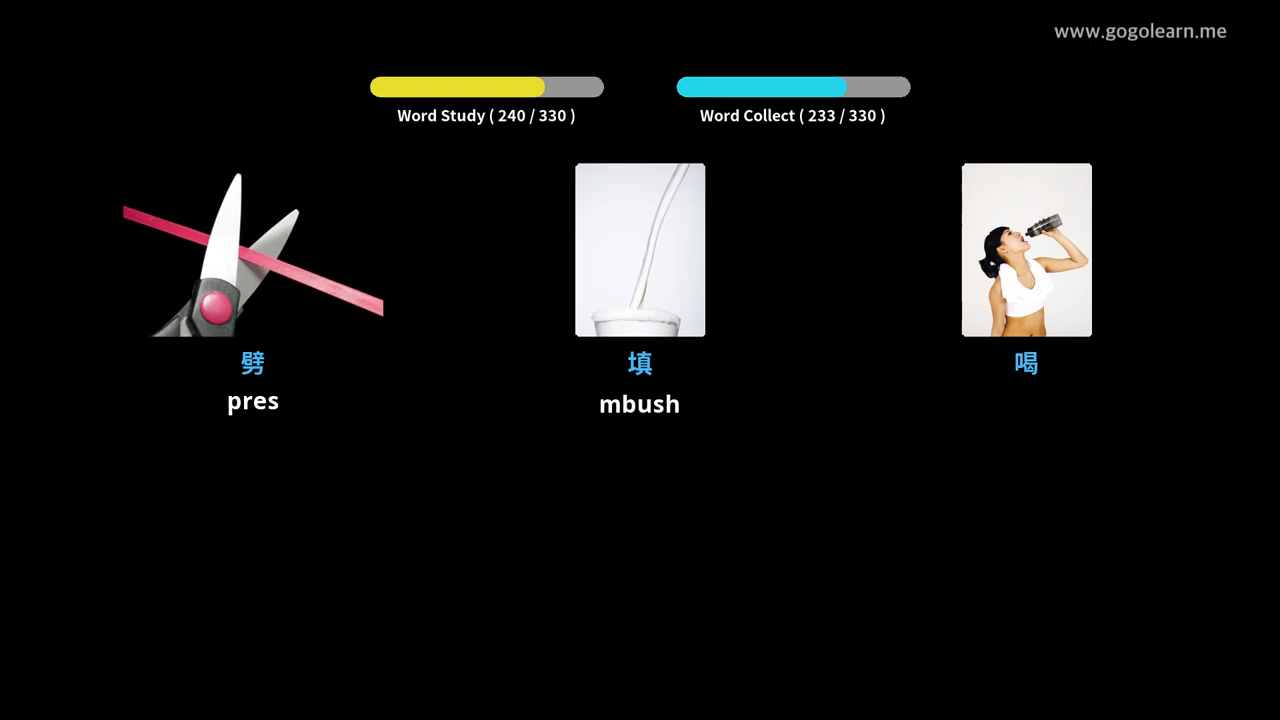 www.gogolearn.me
Word Study ( 240 / 330 )
Word Collect ( 233 / 330 )
劈
填
喝
pres
mbush